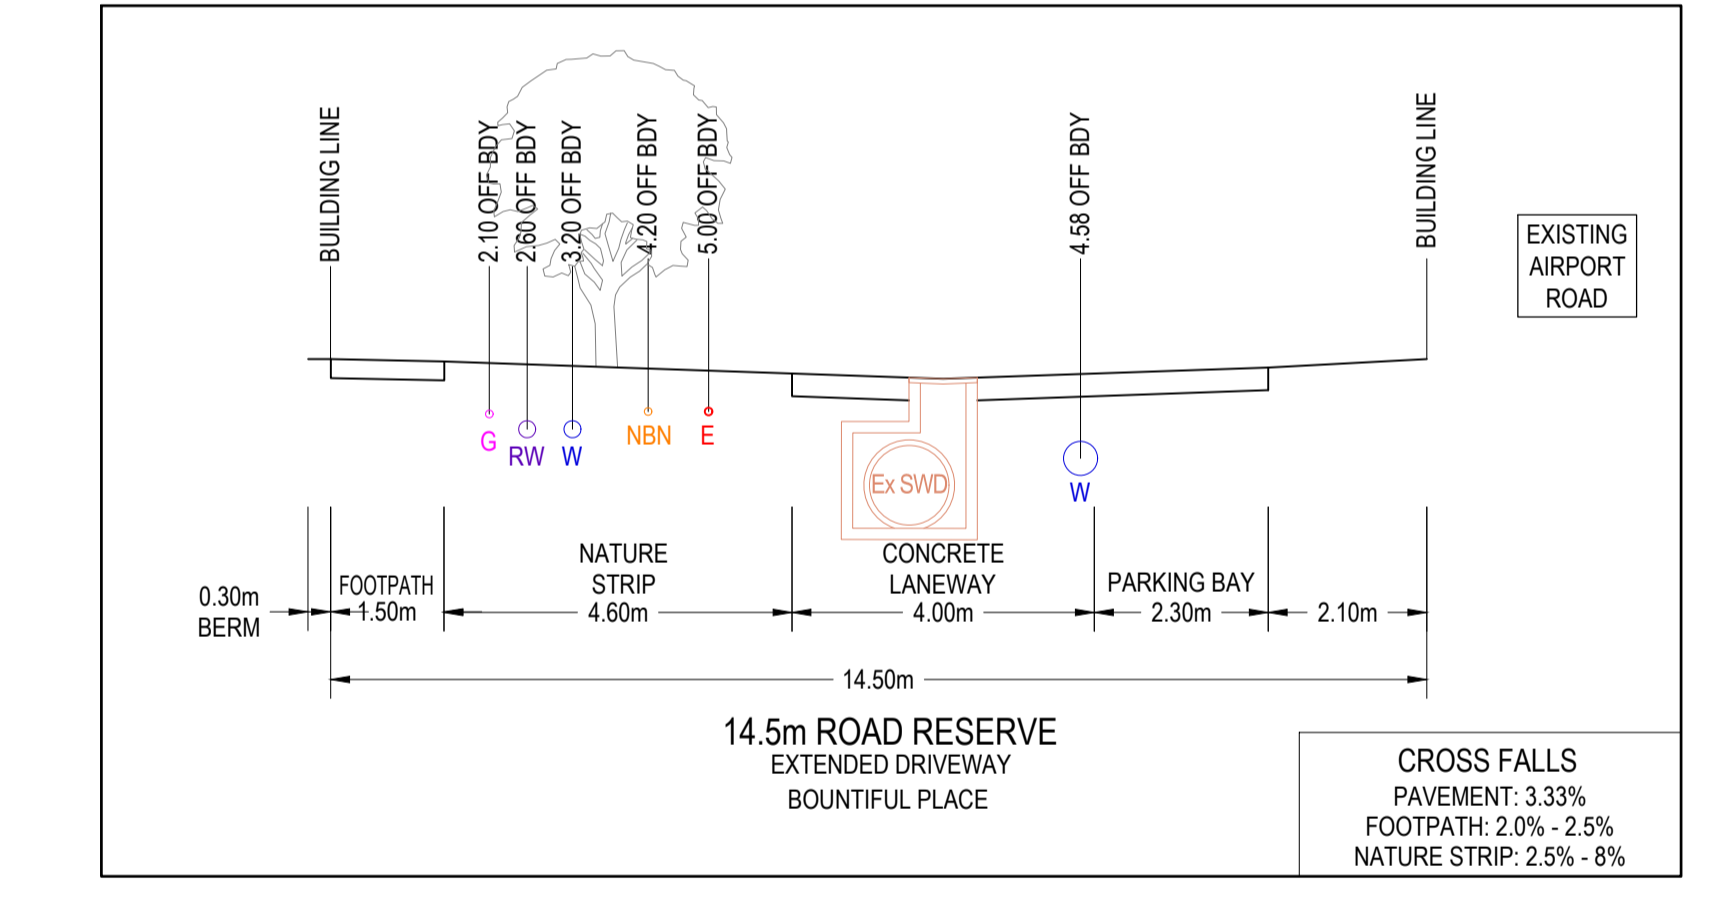 BUILDING LINE
2.10 OFF BDY
2.60 OFF BDY
3.20 OFF BDY
4.20 OFF BDY
5.00 OFF BDY
4.58 OFF BDY
BUILDING LINE
EXISTING
AIRPORT
ROAD
G
RW
W
NBN
E
Ex SWD
W
0.30m
BERM
FOOTPATH
1.50m
NATURE
STRIP
4.60m
CONCRETE
LANEWAY
4.00m
PARKING BAY
2.30m
2.10m
14.50m
14.5m ROAD RESERVE
EXTENDED DRIVEWAY
BOUNTIFUL PLACE
CROSS FALLS
PAVEMENT: 3.33%
FOOTPATH: 2.0% - 2.5%
NATURE STRIP: 2.5% - 8%